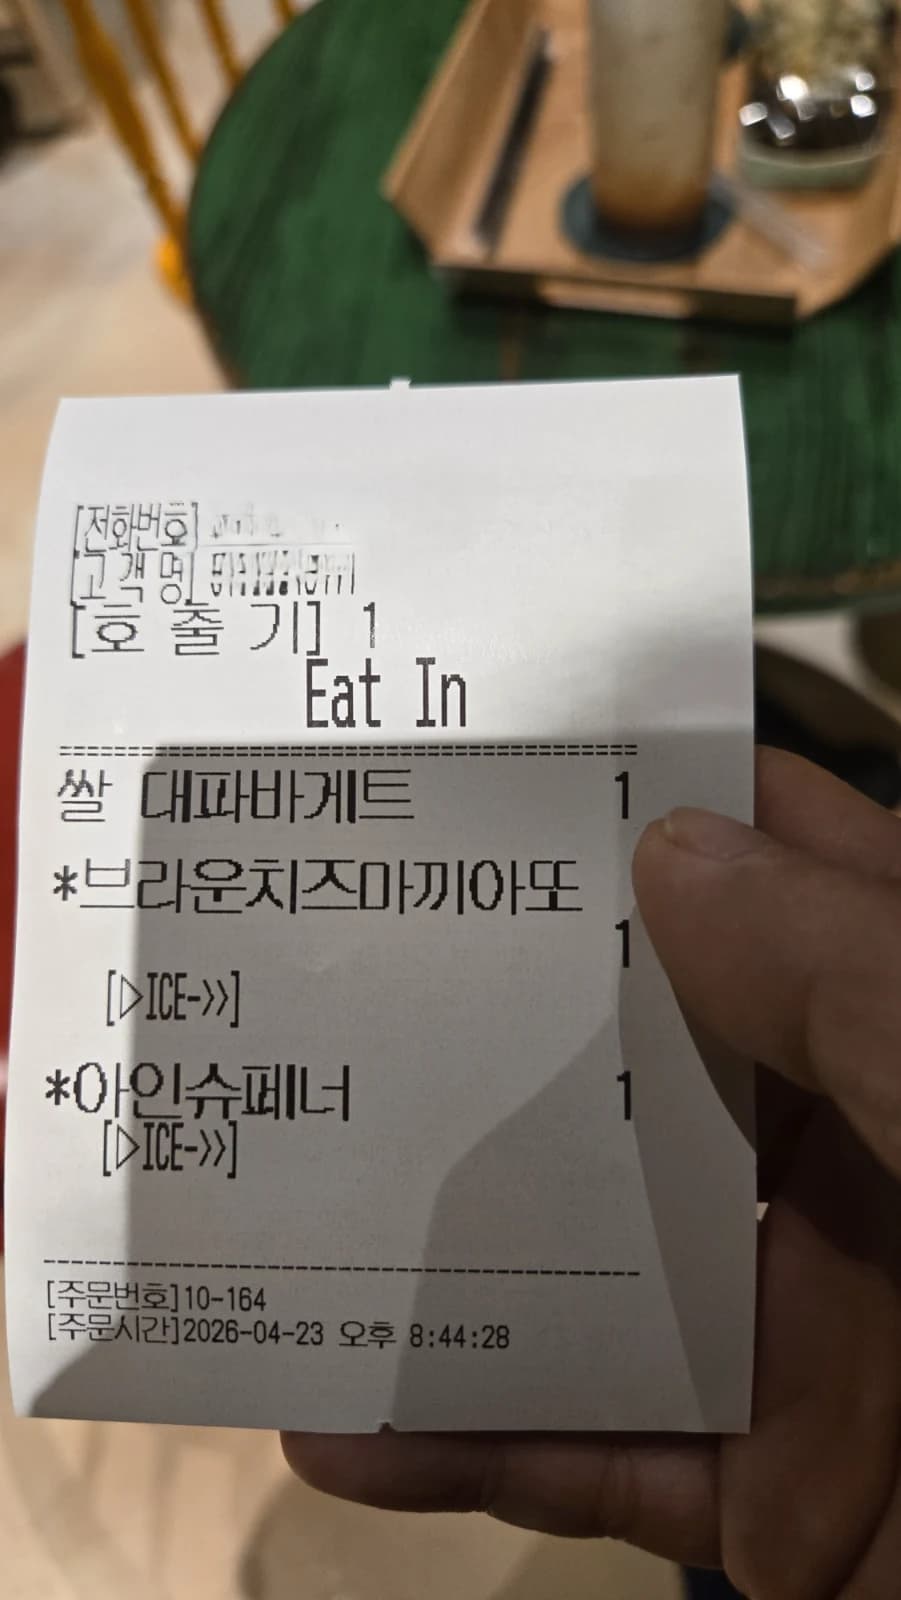 [전화번호]
[고 객 명]
[호 출 기] 1
Eat In
쌀 대파바게트 1
*브라운치즈마끼아또
1
[▷ICE->>]
*아인슈페너 1
[▷ICE->>]
[주문번호]10-164
[주문시간]2026-04-23 오후 8:44:28